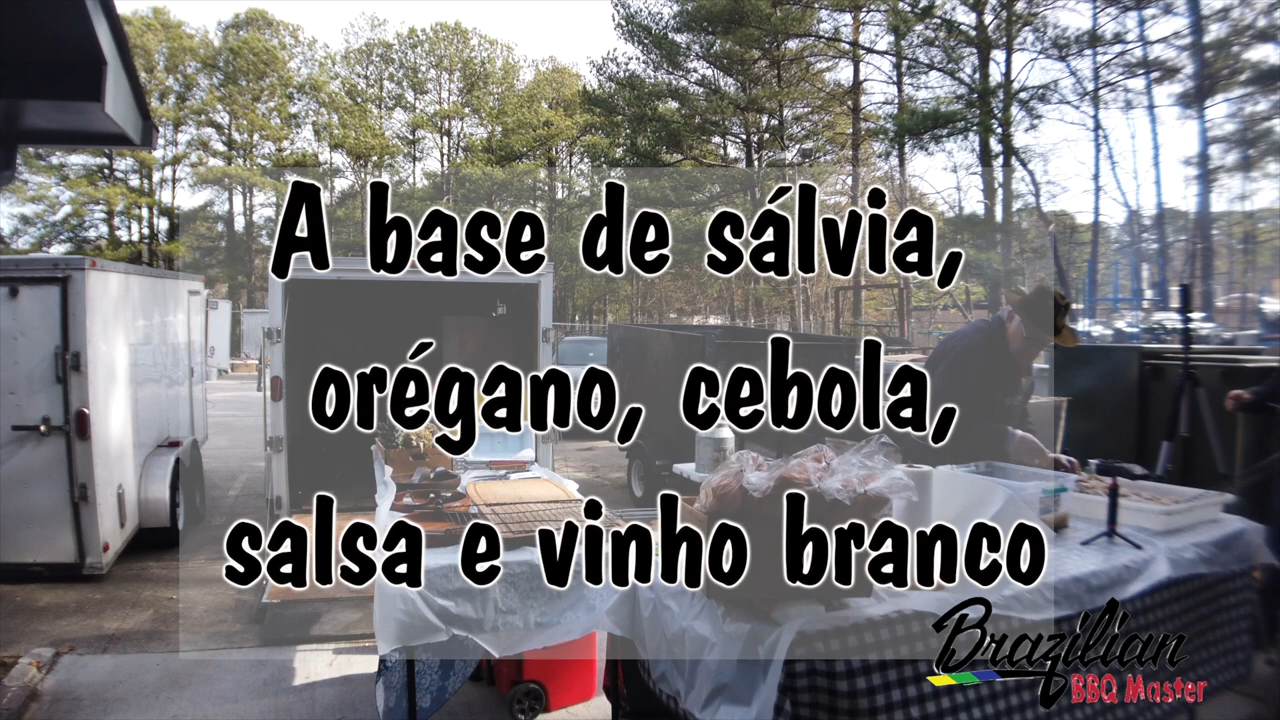 A base de sálvia,
orégano, cebola,
salsa e vinho branco
Brazilian
BBQ Master